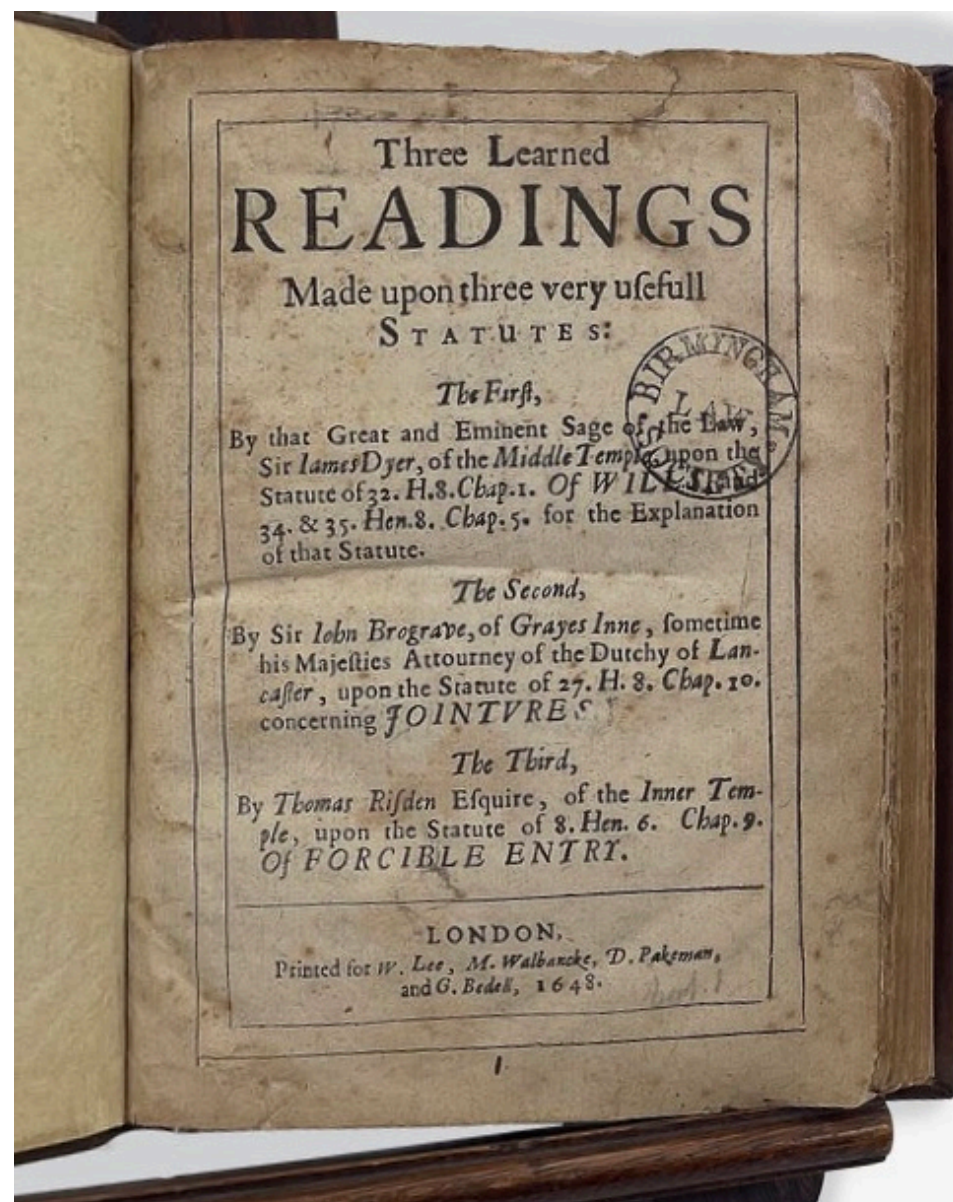 Three Learned
READINGS
Made upon three very uſefull
STATUTES:
The Firſt,
By that Great and Eminent Sage of the Law,
Sir Iames Dyer, of the Middle Temple, upon the
Statute of 32. H.8. Chap.1. Of WILLS; and
34. & 35. Hen.8. Chap.5. for the Explanation
of that Statute.
The Second,
By Sir Iohn Brograve, of Grayes Inne, ſometime
his Majeſties Attourney of the Dutchy of Lan-
caſter, upon the Statute of 27. H. 8. Chap. 10.
concerning JOINTVRES.
The Third,
By Thomas Riſden Eſquire, of the Inner Tem-
ple, upon the Statute of 8. Hen. 6. Chap. 9.
Of FORCIBLE ENTRY.
LONDON,
Printed for W. Lee, M. Walbancke, D. Pakeman,
and G. Bedell, 1648.
1
BIRMYNGHAM
LAW
SOCIETY